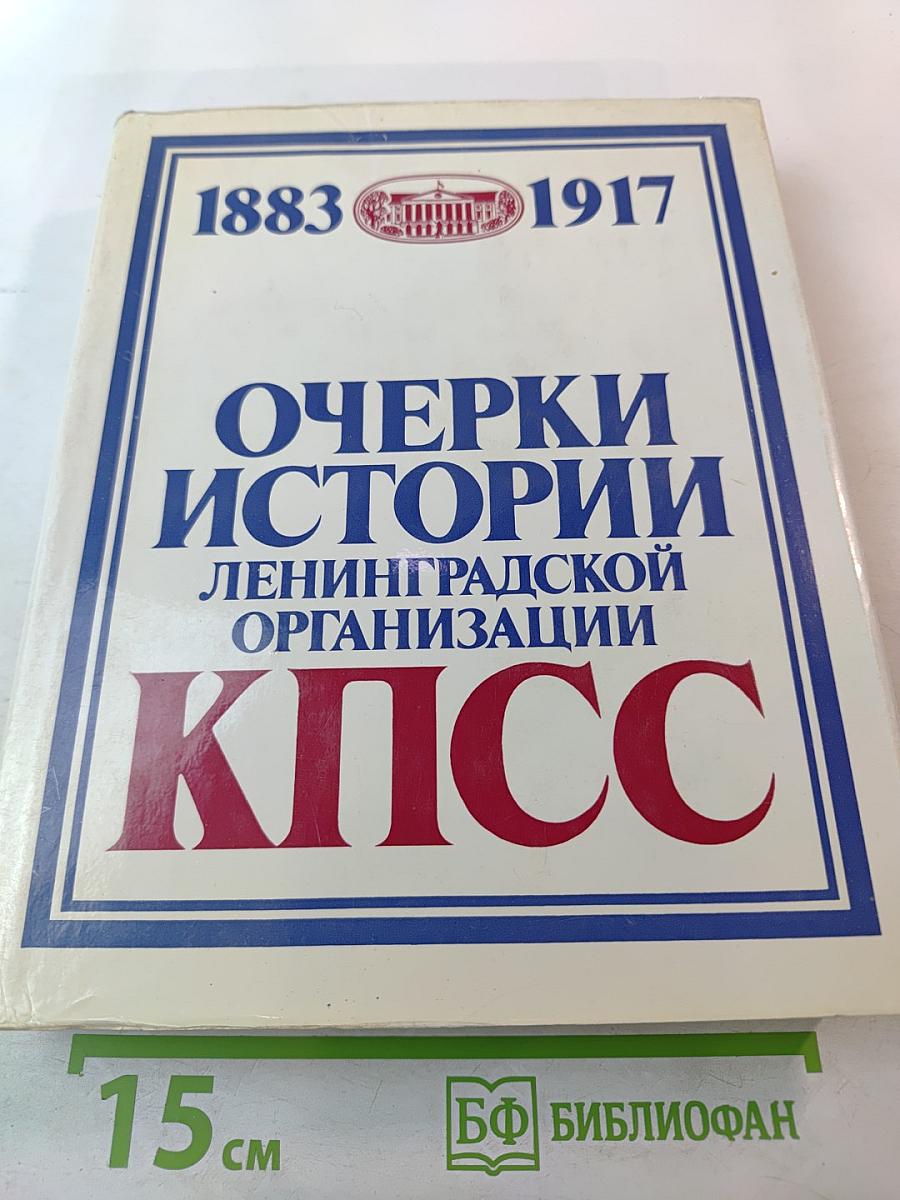 1883 1917
ОЧЕРКИ
ИСТОРИИ
ЛЕНИНГРАДСКОЙ
ОРГАНИЗАЦИИ
КПСС
15 см
БФ БИБЛИОФАН